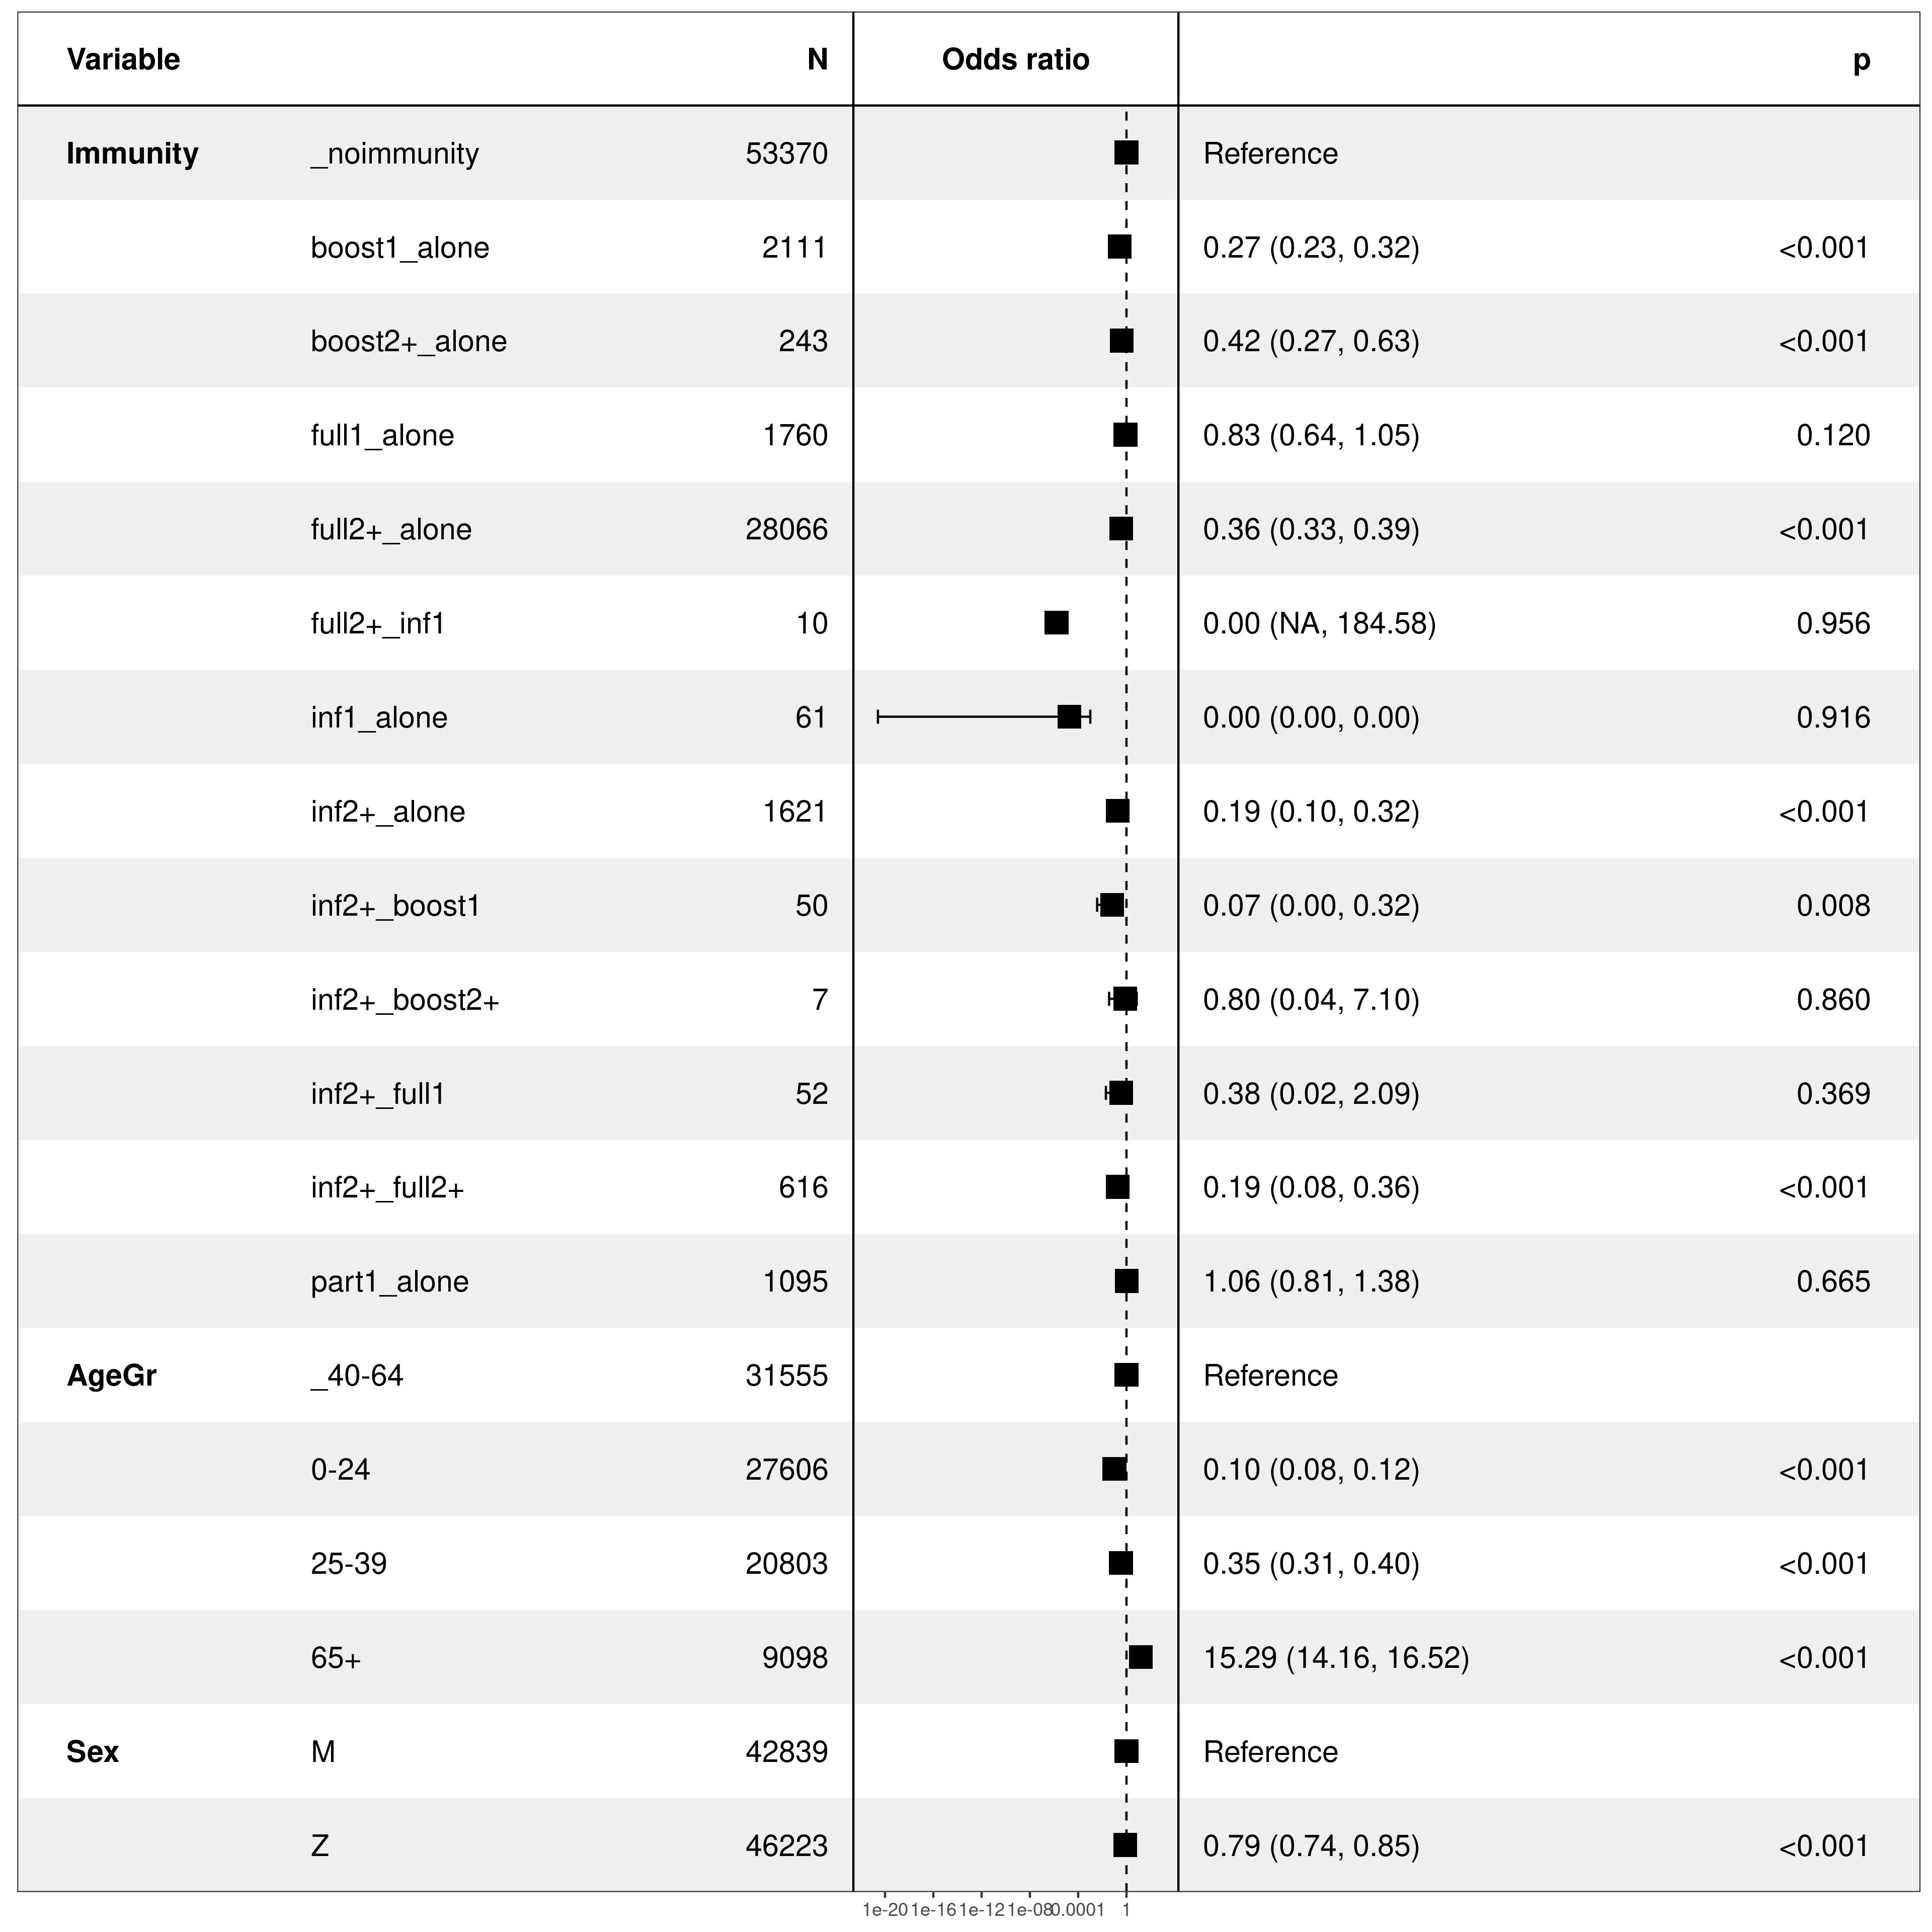 Variable N Odds ratio p
Immunity _noimmunity 53370 Reference
boost1_alone 2111 0.27 (0.23, 0.32) <0.001
boost2+_alone 243 0.42 (0.27, 0.63) <0.001
full1_alone 1760 0.83 (0.64, 1.05) 0.120
full2+_alone 28066 0.36 (0.33, 0.39) <0.001
full2+_inf1 10 0.00 (NA, 184.58) 0.956
inf1_alone 61 0.00 (0.00, 0.00) 0.916
inf2+_alone 1621 0.19 (0.10, 0.32) <0.001
inf2+_boost1 50 0.07 (0.00, 0.32) 0.008
inf2+_boost2+ 7 0.80 (0.04, 7.10) 0.860
inf2+_full1 52 0.38 (0.02, 2.09) 0.369
inf2+_full2+ 616 0.19 (0.08, 0.36) <0.001
part1_alone 1095 1.06 (0.81, 1.38) 0.665
AgeGr _40-64 31555 Reference
0-24 27606 0.10 (0.08, 0.12) <0.001
25-39 20803 0.35 (0.31, 0.40) <0.001
65+ 9098 15.29 (14.16, 16.52) <0.001
Sex M 42839 Reference
Z 46223 0.79 (0.74, 0.85) <0.001
1e-20 1e-16 1e-12 1e-08 0.0001 1